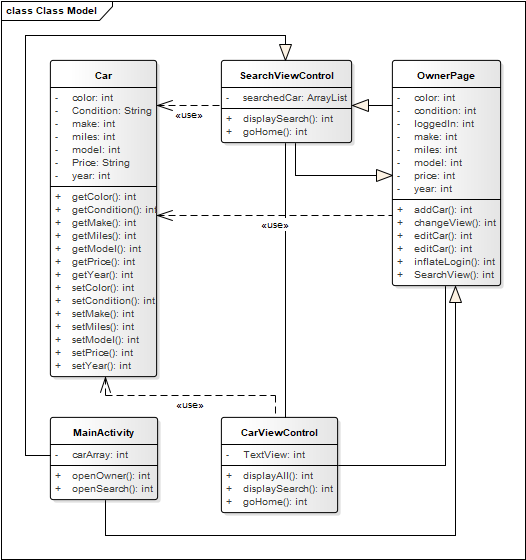 class Class Model
Car
- color: int
- Condition: String
- make: int
- miles: int
- model: int
- Price: String
- year: int
+ getColor(): int
+ getCondition(): int
+ getMake(): int
+ getMiles(): int
+ getModel(): int
+ getPrice(): int
+ getYear(): int
+ setColor(): int
+ setCondition(): int
+ setMake(): int
+ setMiles(): int
+ setModel(): int
+ setPrice(): int
+ setYear(): int
SearchViewControl
- searchedCar: ArrayList
+ displaySearch(): int
+ goHome(): int
OwnerPage
- color: int
- condition: int
- loggedIn: int
- make: int
- miles: int
- model: int
- price: int
- year: int
+ addCar(): int
+ changeView(): int
+ editCar(): int
+ editCar(): int
+ inflateLogin(): int
+ SearchView(): int
«use»
«use»
«use»
MainActivity
- carArray: int
+ openOwner(): int
+ openSearch(): int
CarViewControl
- TextView: int
+ displayAll(): int
+ displaySearch(): int
+ goHome(): int